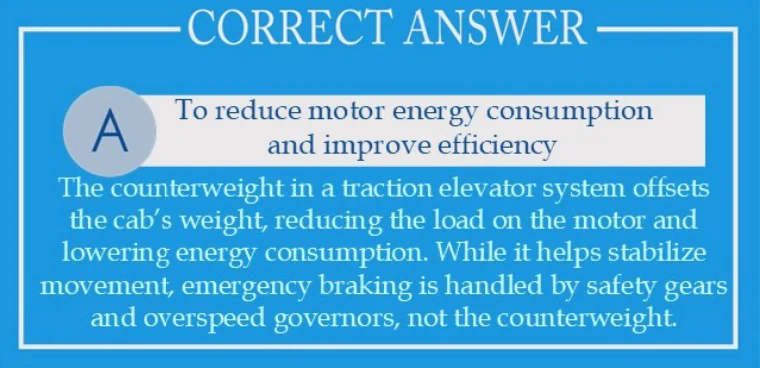 CORRECT ANSWER
A
To reduce motor energy consumption
and improve efficiency
The counterweight in a traction elevator system offsets
the cab's weight, reducing the load on the motor and
lowering energy consumption. While it helps stabilize
movement, emergency braking is handled by safety gears
and overspeed governors, not the counterweight.